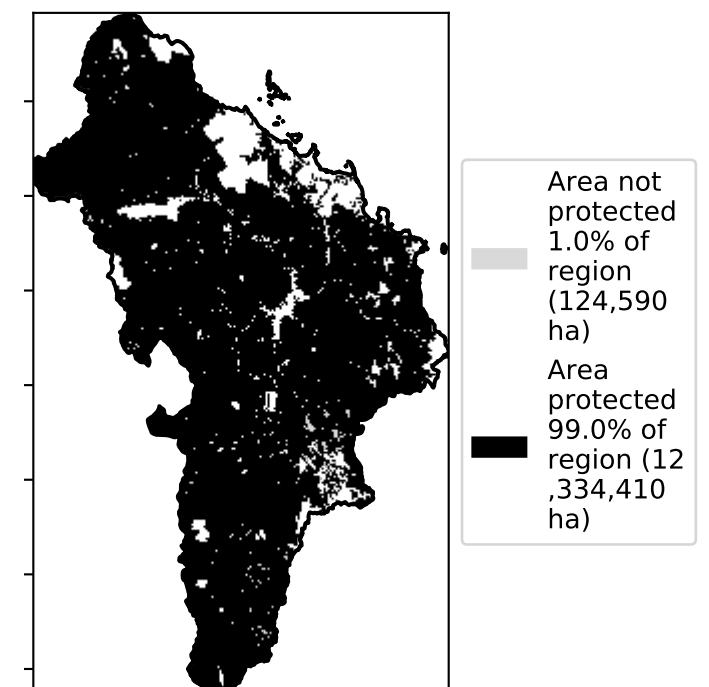 Area not
protected
1.0% of
region
(124,590
ha)
Area
protected
99.0% of
region (12
,334,410
ha)